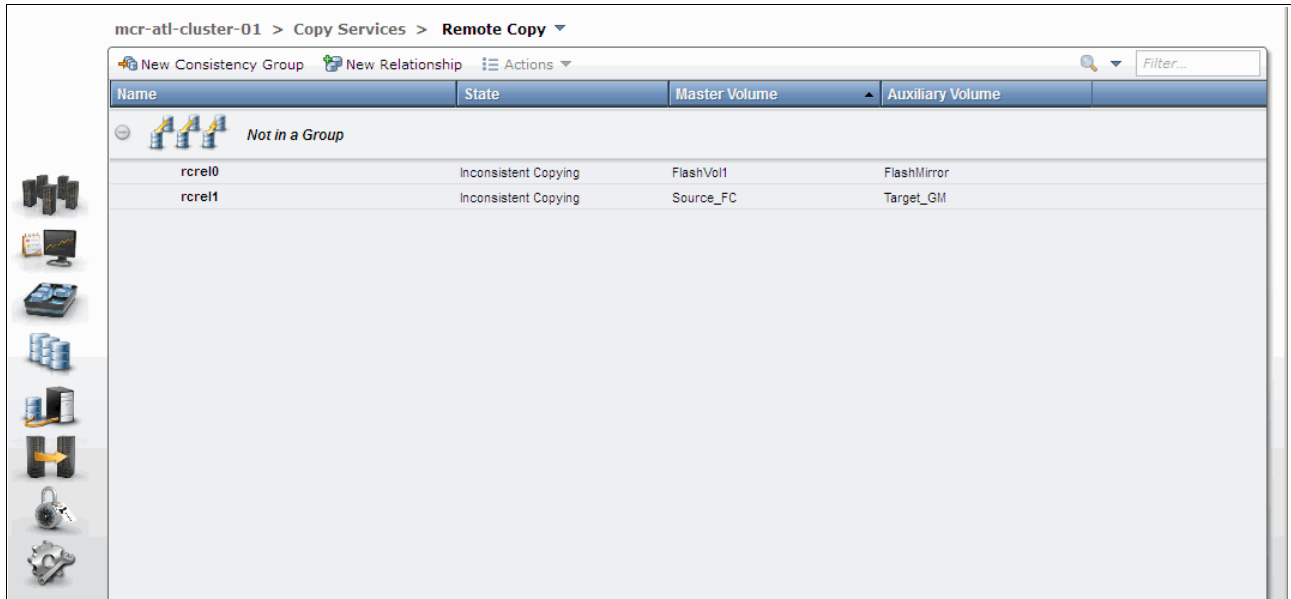 mcr-atl-cluster-01 > Copy Services > Remote Copy
New Consistency Group New Relationship Actions Filter...
Name State Master Volume Auxiliary Volume
Not in a Group
rcrel0 Inconsistent Copying FlashVol1 FlashMirror
rcrel1 Inconsistent Copying Source_FC Target_GM